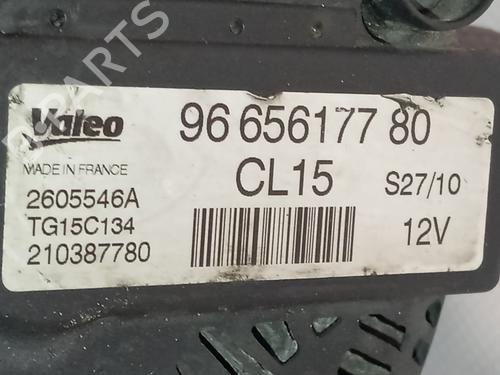 Valeo
96 656177 80
MADE IN FRANCE
CL15
S27/10
2605546A
TG15C134
12V
210387780